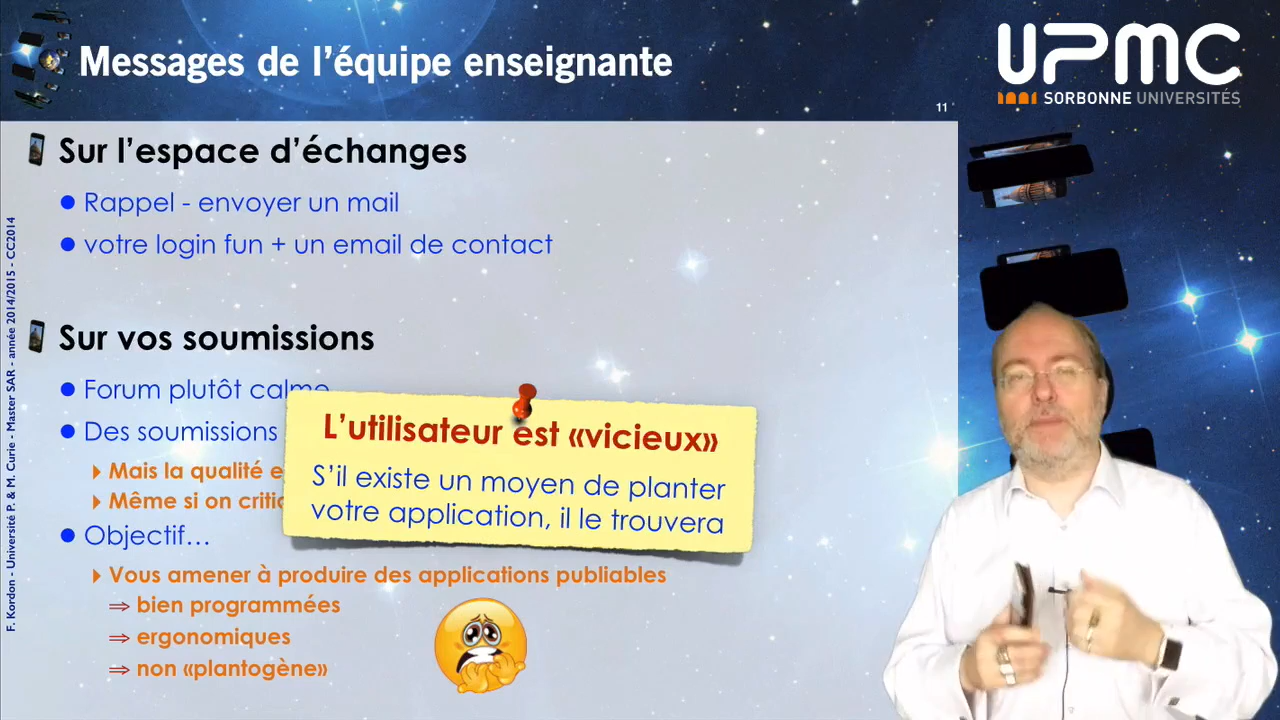 Messages de l'équipe enseignante
UPMC
SORBONNE UNIVERSITÉS
11
Sur l'espace d'échanges
Rappel - envoyer un mail
votre login fun + un email de contact
Sur vos soumissions
Forum plutôt calme
Des soumissions
Mais la qualité e
Même si on critiq
Objectif...
Vous amener à produire des applications publiables
⇒ bien programmées
⇒ ergonomiques
⇒ non «plantogène»
L'utilisateur est «vicieux»
S'il existe un moyen de planter
votre application, il le trouvera
F. Kordon - Université P. & M. Curie - Master SAR - année 2014/2015 - CC2014